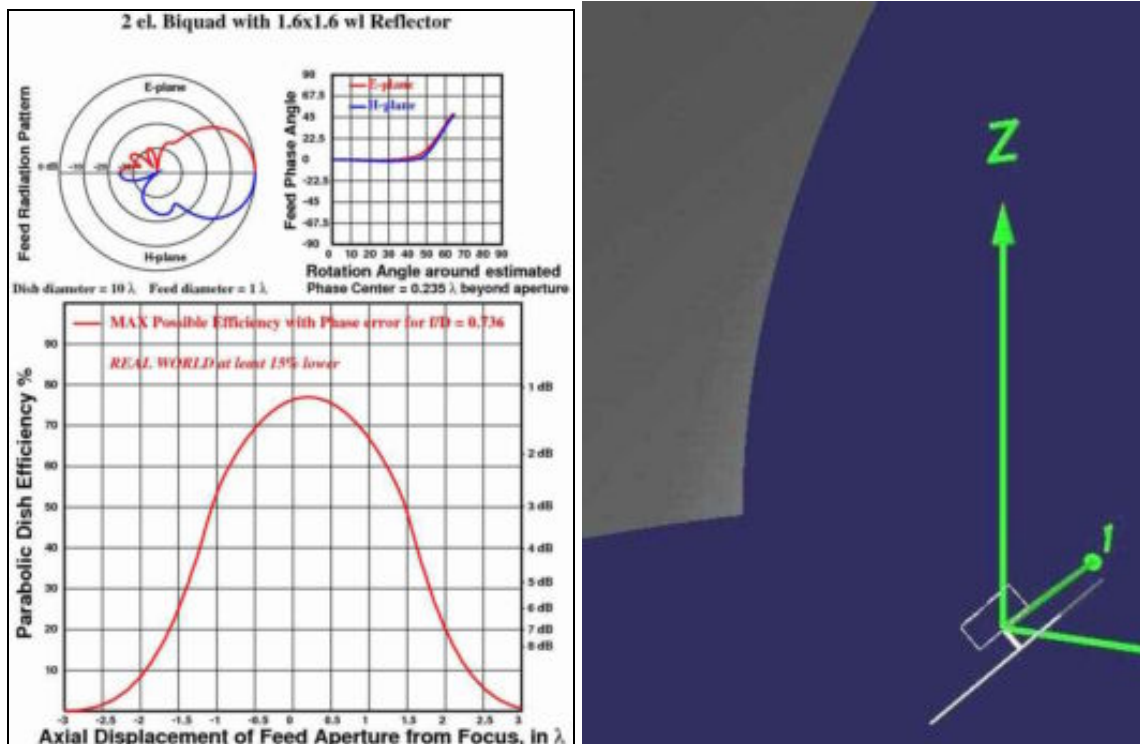 2 el. Biquad with 1.6x1.6 wl Reflector
Feed Radiation Pattern
E-plane
0 dB -10 -20
H-plane
Feed Phase Angle
90
67.5
45
22.5
0
-22.5
-45
-67.5
-90
E-plane
H-plane
0 10 20 30 40 50 60 70 80 90
Rotation Angle around estimated
Phase Center = 0.235 λ beyond aperture
Dish diameter = 10 λ Feed diameter = 1 λ
MAX Possible Efficiency with Phase error for f/D = 0.736
REAL WORLD at least 15% lower
Parabolic Dish Efficiency %
90
80
70
60
50
40
30
20
10
1 dB
2 dB
3 dB
4 dB
5 dB
6 dB
7 dB
8 dB
-3 -2.5 -2 -1.5 -1 -0.5 0 0.5 1 1.5 2 2.5 3
Axial Displacement of Feed Aperture from Focus, in λ
Z
1